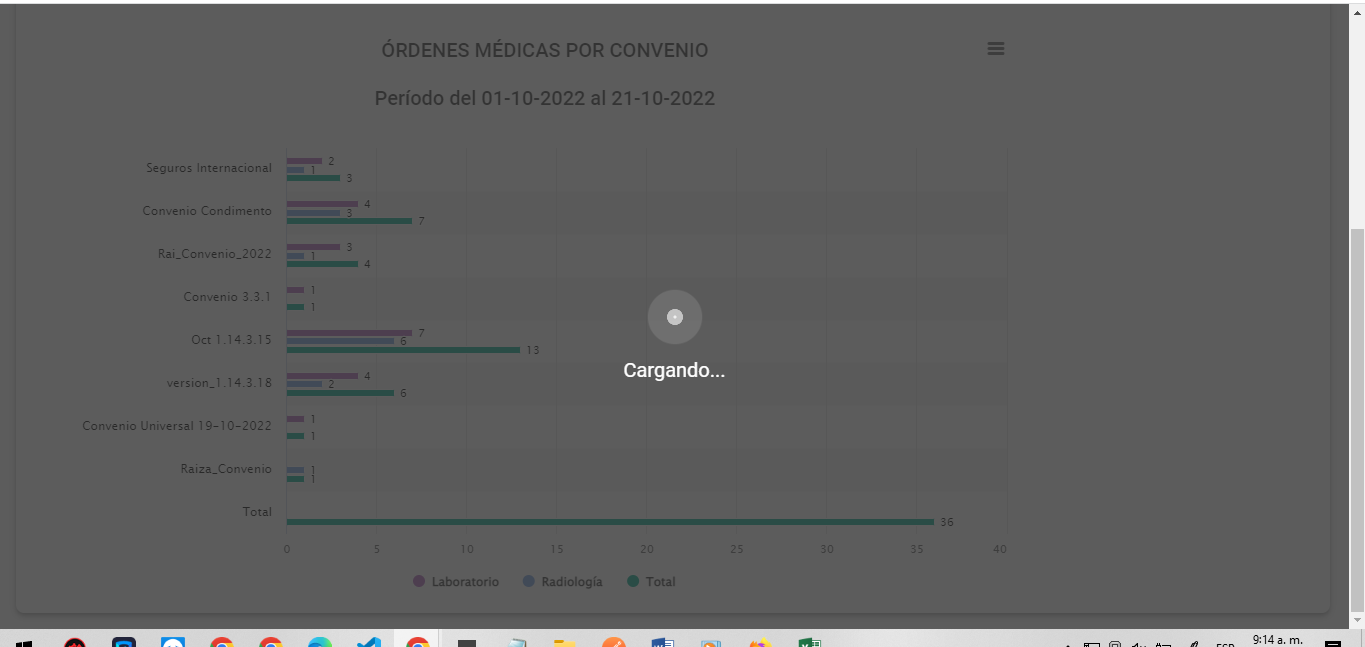 ÓRDENES MÉDICAS POR CONVENIO
Período del 01-10-2022 al 21-10-2022
Seguros Internacional
2
1
3
Convenio Condimento
4
3
7
Rai_Convenio_2022
3
1
4
Convenio 3.3.1
1
1
Oct 1.14.3.15
7
6
13
version_1.14.3.18
4
2
6
Convenio Universal 19-10-2022
1
1
Raiza_Convenio
1
1
Total
36
Cargando...
0 5 10 15 20 25 30 35 40
Laboratorio Radiología Total
9:14 a. m.